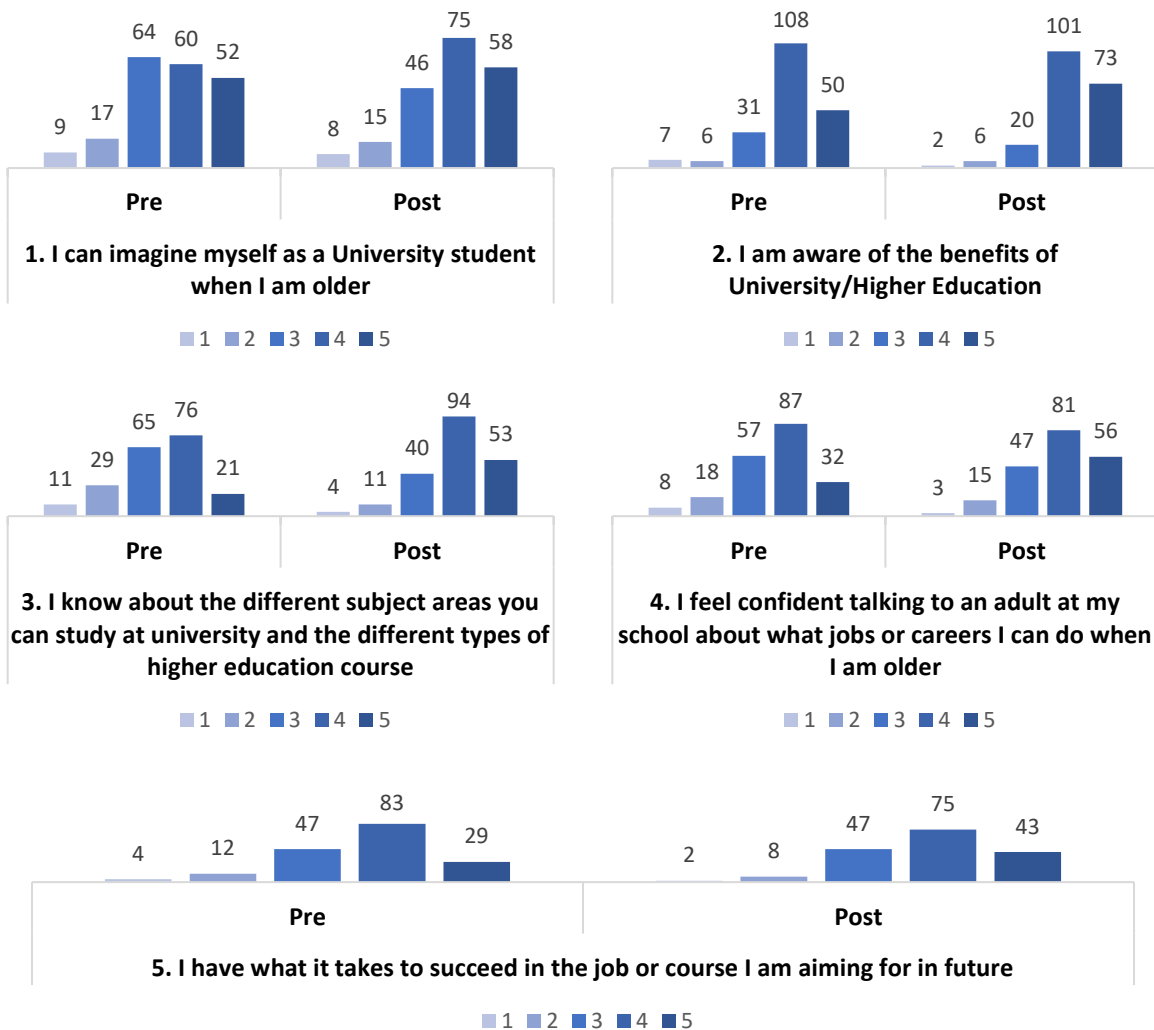 9 17 64 60 52 8 15 46 75 58
Pre Post
1. I can imagine myself as a University student
when I am older
1 2 3 4 5
7 6 31 108 50 2 6 20 101 73
Pre Post
2. I am aware of the benefits of
University/Higher Education
1 2 3 4 5
11 29 65 76 21 4 11 40 94 53
Pre Post
3. I know about the different subject areas you
can study at university and the different types of
higher education course
1 2 3 4 5
8 18 57 87 32 3 15 47 81 56
Pre Post
4. I feel confident talking to an adult at my
school about what jobs or careers I can do when
I am older
1 2 3 4 5
4 12 47 83 29 2 8 47 75 43
Pre Post
5. I have what it takes to succeed in the job or course I am aiming for in future
1 2 3 4 5